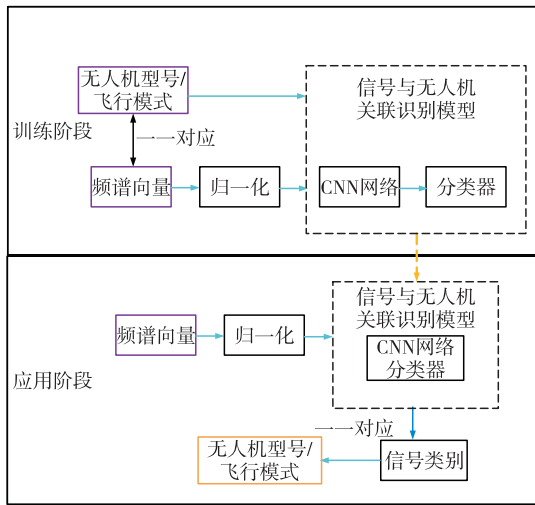 无人机型号/
飞行模式
信号与无人机
关联识别模型
训练阶段
一一对应
频谱向量
归一化
CNN网络
分类器
信号与无人机
关联识别模型
频谱向量
归一化
CNN网络
分类器
应用阶段
一一对应
无人机型号/
飞行模式
信号类别